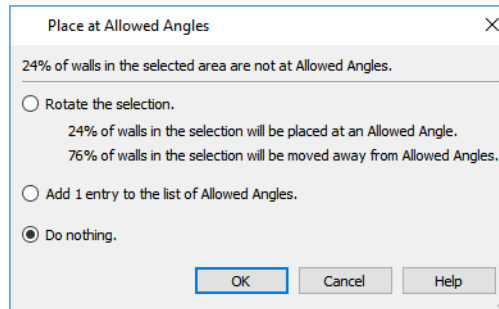 Place at Allowed Angles
24% of walls in the selected area are not at Allowed Angles.
Rotate the selection.
24% of walls in the selection will be placed at an Allowed Angle.
76% of walls in the selection will be moved away from Allowed Angles.
Add 1 entry to the list of Allowed Angles.
Do nothing.
OK Cancel Help